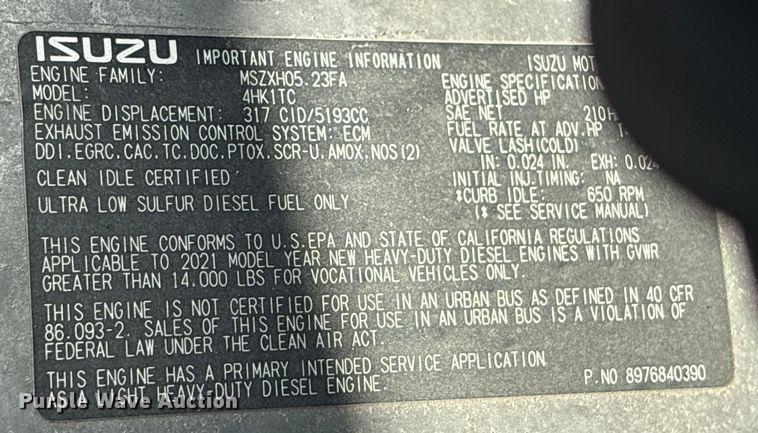 ISUZU IMPORTANT ENGINE INFORMATION ISUZU
ENGINE FAMILY: MSZXH05.23FA
MODEL: 4HK1TC
ENGINE DISPLACEMENT: 317 CID/5193CC
EXHAUST EMISSION CONTROL SYSTEM: ECM
DDI.EGRC.CAC.TC.DOC.PTOX.SCR-U.AMOX.NOS(2)
CLEAN IDLE CERTIFIED
ULTRA LOW SULFUR DIESEL FUEL ONLY
ENGINE
ADVERTISED HP
SAE NET
FUEL RATE AT ADV.HP
VALVE LASH(COLD)
IN: 0.024 IN. EXH:
INITIAL INJ.TIMING: NA
*CURB IDLE: 650 RPM
(* SEE SERVICE MANUAL)
THIS ENGINE CONFORMS TO U.S.EPA AND STATE OF CALIFORNIA REGULATIONS
APPLICABLE TO 2021 MODEL YEAR NEW HEAVY-DUTY DIESEL ENGINES WITH GVWR
GREATER THAN 14,000 LBS FOR VOCATIONAL VEHICLES ONLY.
THIS ENGINE IS NOT CERTIFIED FOR USE IN AN URBAN BUS AS DEFINED IN 40 CFR
86.093-2. SALES OF THIS ENGINE FOR USE IN AN URBAN BUS IS A VIOLATION OF
FEDERAL LAW UNDER THE CLEAN AIR ACT.
THIS ENGINE HAS A PRIMARY INTENDED SERVICE APPLICATION
AS A LIGHT HEAVY-DUTY DIESEL ENGINE.
P.NO 8976840390
Purple Wave Auction